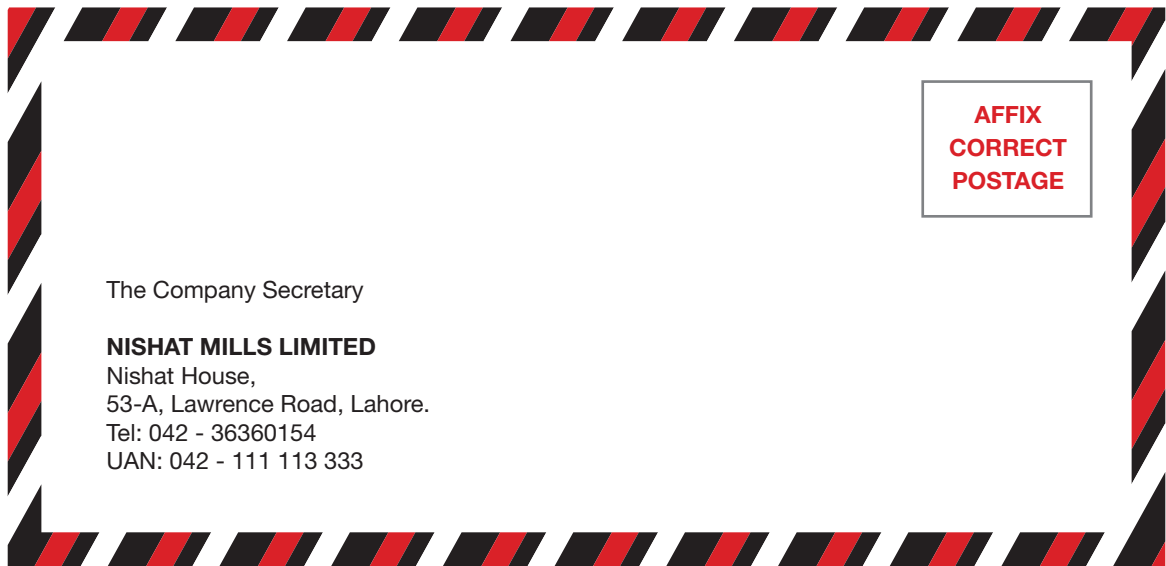 AFFIX
CORRECT
POSTAGE
The Company Secretary
NISHAT MILLS LIMITED
Nishat House,
53-A, Lawrence Road, Lahore.
Tel: 042 - 36360154
UAN: 042 - 111 113 333